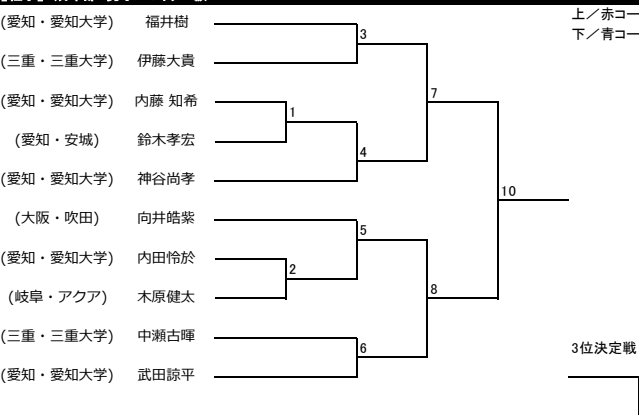 (愛知・愛知大学) 福井樹
(三重・三重大学) 伊藤大貴
(愛知・愛知大学) 内藤 知希
(愛知・安城) 鈴木孝宏
(愛知・愛知大学) 神谷尚孝
(大阪・吹田) 向井皓紫
(愛知・愛知大学) 内田怜於
(岐阜・アクア) 木原健太
(三重・三重大学) 中瀬古暉
(愛知・愛知大学) 武田諒平
3
1
4
7
5
2
8
6
10
上／赤コー
下／青コー
3位決定戦